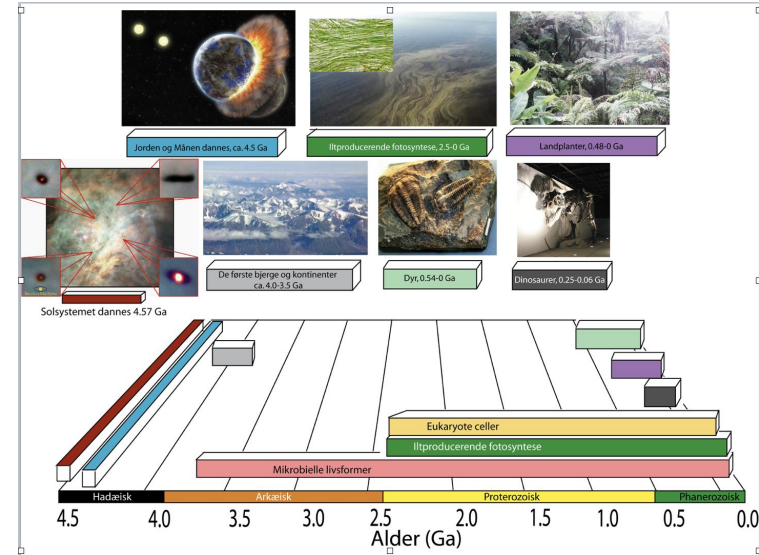 Jorden og Månen dannes, ca. 4.5 Ga
Iltproducerende fotosyntese, 2.5-0 Ga
Landplanter, 0.48-0 Ga
De første bjerge og kontinenter
ca. 4.0-3.5 Ga
Dyr, 0.54-0 Ga
Dinosaurer, 0.25-0.06 Ga
Solsystemet dannes 4.57 Ga
Eukaryote celler
Iltproducerende fotosyntese
Mikrobielle livsformer
Hadæisk
Arkæisk
Proterozoisk
Phanerozoisk
4.5 4.0 3.5 3.0 2.5 2.0 1.5 1.0 0.5 0.0
Alder (Ga)